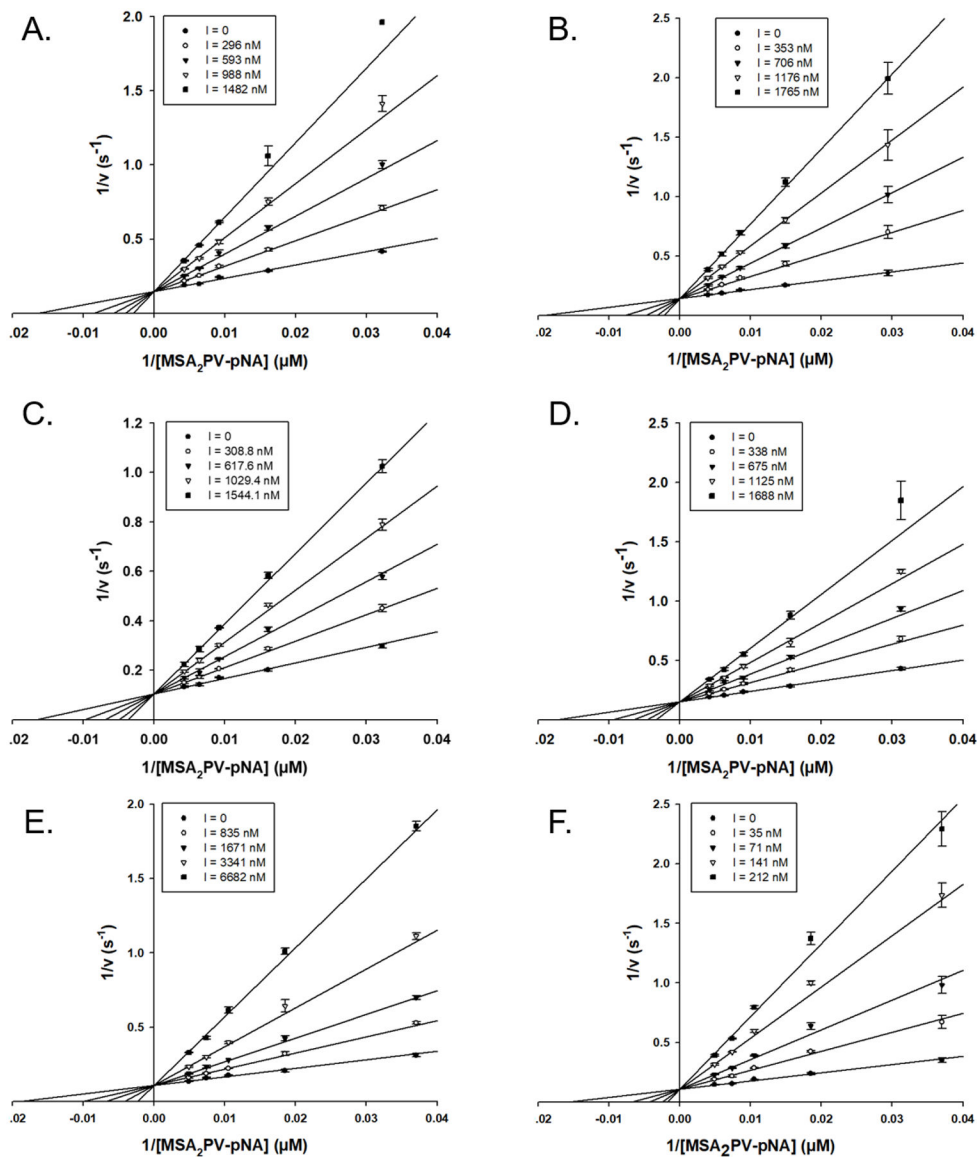 A.
I = 0
I = 296 nM
I = 593 nM
I = 988 nM
I = 1482 nM
2.0
1.5
1.0
0.5
1/v (s-1)
.02 -0.01 0.00 0.01 0.02 0.03 0.04
1/[MSA2PV-pNA] (µM)
B.
I = 0
I = 353 nM
I = 706 nM
I = 1176 nM
I = 1765 nM
2.5
2.0
1.5
1.0
0.5
1/v (s-1)
.02 -0.01 0.00 0.01 0.02 0.03 0.04
1/[MSA2PV-pNA] (µM)
C.
I = 0
I = 308.8 nM
I = 617.6 nM
I = 1029.4 nM
I = 1544.1 nM
1.2
1.0
0.8
0.6
0.4
0.2
1/v (s-1)
.02 -0.01 0.00 0.01 0.02 0.03 0.04
1/[MSA2PV-pNA] (µM)
D.
I = 0
I = 338 nM
I = 675 nM
I = 1125 nM
I = 1688 nM
2.5
2.0
1.5
1.0
0.5
1/v (s-1)
.02 -0.01 0.00 0.01 0.02 0.03 0.04
1/[MSA2PV-pNA] (µM)
E.
I = 0
I = 835 nM
I = 1671 nM
I = 3341 nM
I = 6682 nM
2.0
1.5
1.0
0.5
1/v (s-1)
.02 -0.01 0.00 0.01 0.02 0.03 0.04
1/[MSA2PV-pNA] (µM)
F.
I = 0
I = 35 nM
I = 71 nM
I = 141 nM
I = 212 nM
2.5
2.0
1.5
1.0
0.5
1/v (s-1)
.02 -0.01 0.00 0.01 0.02 0.03 0.04
1/[MSA2PV-pNA] (µM)